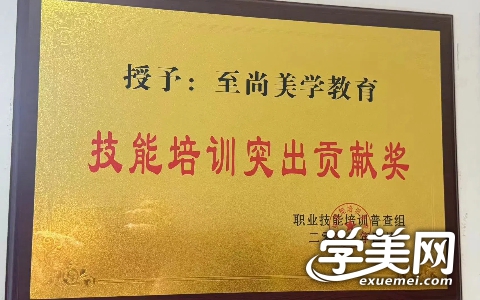 授予：至尚美学教育
技能培训突出贡献奖
职业技能培训普查组
二
学美网
exuemei.com